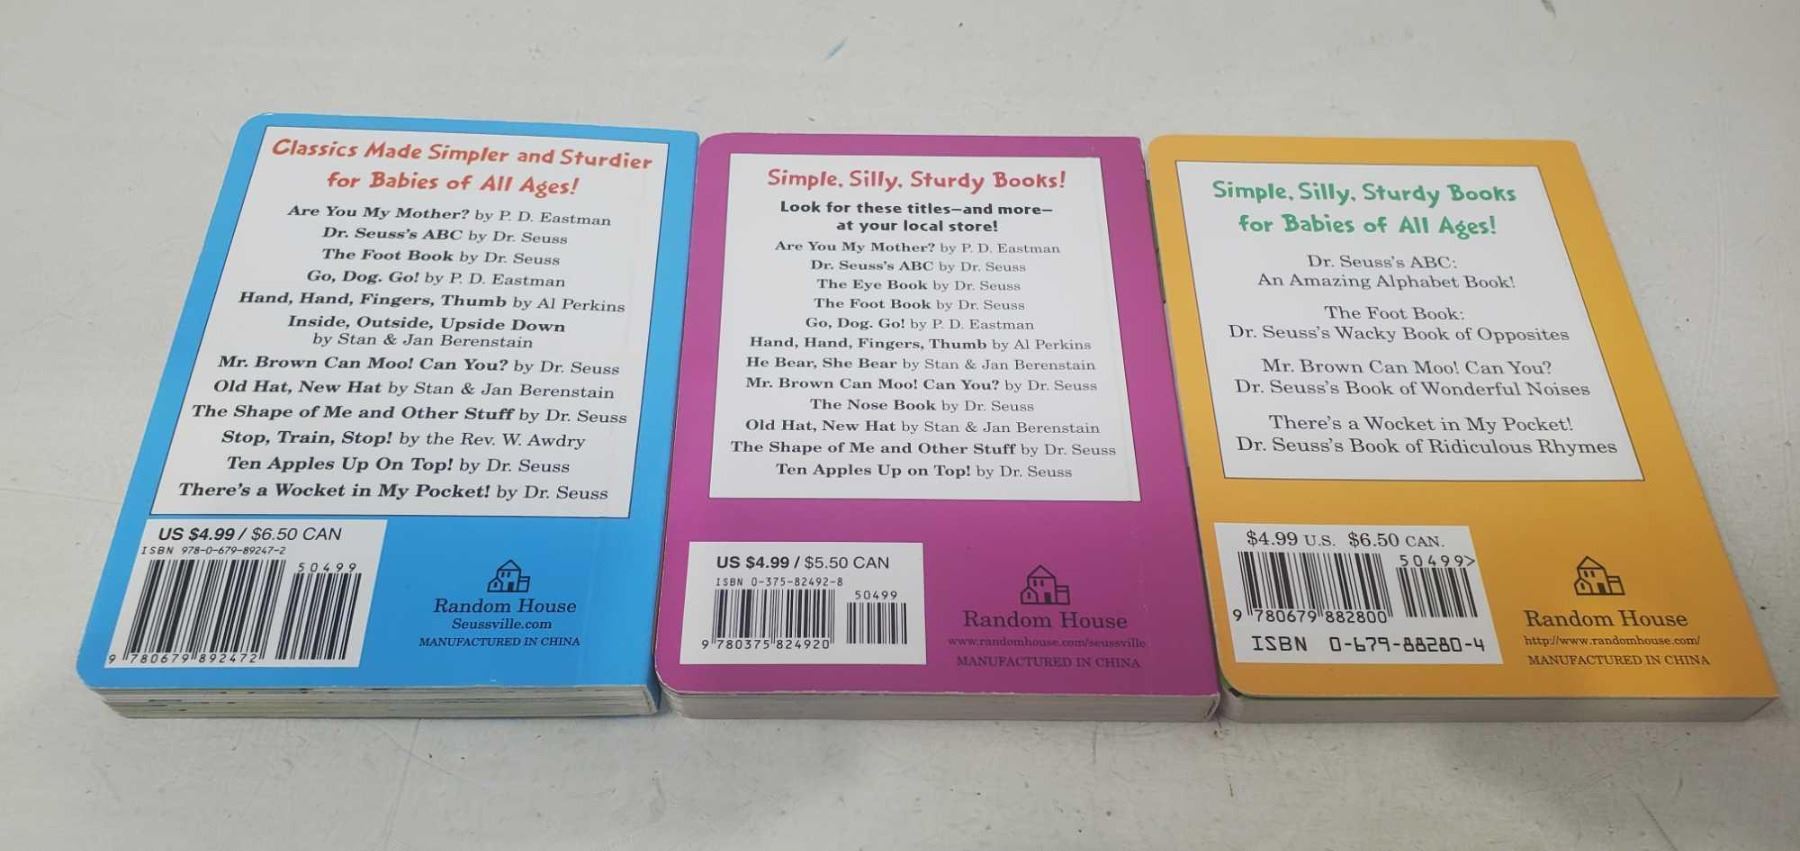 Classics Made Simpler and Sturdier
for Babies of All Ages!
Are You My Mother? by P. D. Eastman
Dr. Seuss's ABC by Dr. Seuss
The Foot Book by Dr. Seuss
Go, Dog. Go! by P. D. Eastman
Hand, Hand, Fingers, Thumb by Al Perkins
Inside, Outside, Upside Down
by Stan & Jan Berenstain
Mr. Brown Can Moo! Can You? by Dr. Seuss
Old Hat, New Hat by Stan & Jan Berenstain
The Shape of Me and Other Stuff by Dr. Seuss
Stop, Train, Stop! by the Rev. W. Awdry
Ten Apples Up On Top! by Dr. Seuss
There's a Wocket in My Pocket! by Dr. Seuss
US $4.99 / $6.50 CAN
ISBN 978-0-679-89247-2
50499
9 780679 892472
Random House
Seussville.com
MANUFACTURED IN CHINA
Simple, Silly, Sturdy Books!
Look for these titles—and more—
at your local store!
Are You My Mother? by P. D. Eastman
Dr. Seuss's ABC by Dr. Seuss
The Eye Book by Dr. Seuss
The Foot Book by Dr. Seuss
Go, Dog. Go! by P. D. Eastman
Hand, Hand, Fingers, Thumb by Al Perkins
He Bear, She Bear by Stan & Jan Berenstain
Mr. Brown Can Moo! Can You? by Dr. Seuss
The Nose Book by Dr. Seuss
Old Hat, New Hat by Stan & Jan Berenstain
The Shape of Me and Other Stuff by Dr. Seuss
Ten Apples Up on Top! by Dr. Seuss
US $4.99 / $5.50 CAN
ISBN 0-375-82492-8
50499
9 780375 824920
Random House
www.randomhouse.com/seussville
MANUFACTURED IN CHINA
Simple, Silly, Sturdy Books
for Babies of All Ages!
Dr. Seuss's ABC:
An Amazing Alphabet Book!
The Foot Book:
Dr. Seuss's Wacky Book of Opposites
Mr. Brown Can Moo! Can You?
Dr. Seuss's Book of Wonderful Noises
There's a Wocket in My Pocket!
Dr. Seuss's Book of Ridiculous Rhymes
$4.99 U.S. $6.50 CAN.
50499>
9 780679 882800
ISBN 0-679-88280-4
Random House
http://www.randomhouse.com/
MANUFACTURED IN CHINA